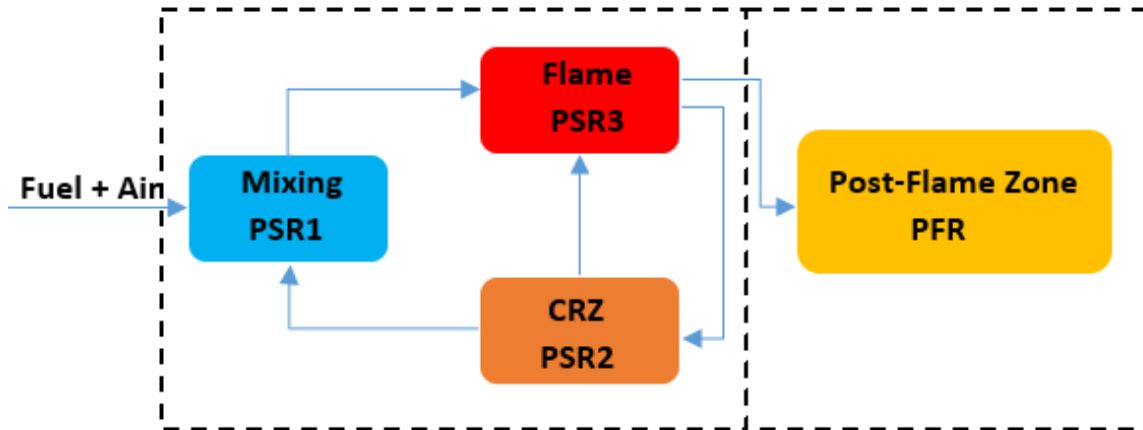 Fuel + Air
Mixing
PSR1
Flame
PSR3
CRZ
PSR2
Post-Flame Zone
PFR